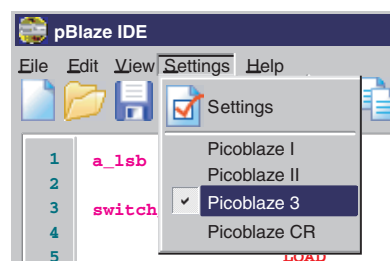 pBlaze IDE
File Edit View Settings Help
Settings
1 a_lsb
Picoblaze I
2
Picoblaze II
3 switch
Picoblaze 3
4
Picoblaze CR
5 LOAD